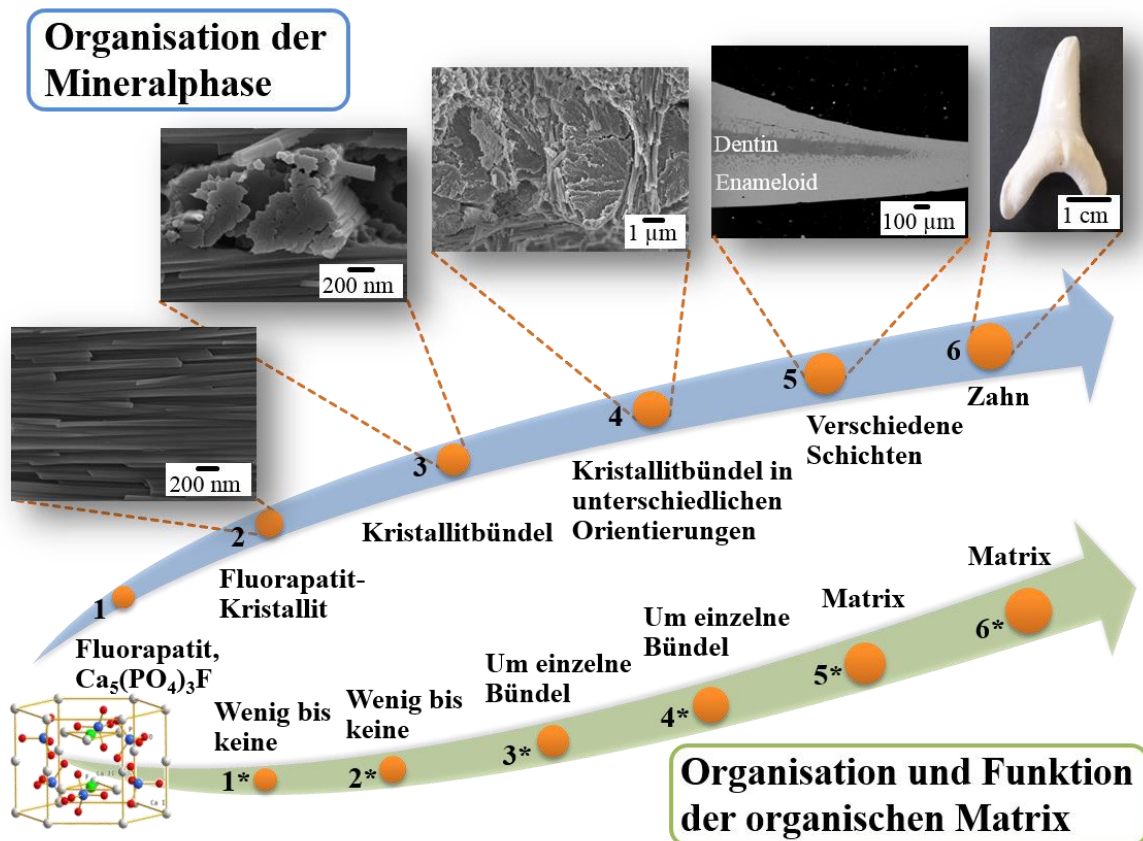 Organisation der
Mineralphase
Dentin
Enameloid
100 µm
1 cm
1 µm
200 nm
200 nm
6
Zahn
5
Verschiedene
Schichten
4
Kristallitbündel in
unterschiedlichen
Orientierungen
3
Kristallitbündel
2
Fluorapatit-
Kristallit
1
Fluorapatit,
Ca₅(PO₄)₃F
Wenig bis
keine
1*
Wenig bis
keine
2*
Um einzelne
Bündel
3*
Um einzelne
Bündel
4*
Matrix
5*
Matrix
6*
Organisation und Funktion
der organischen Matrix